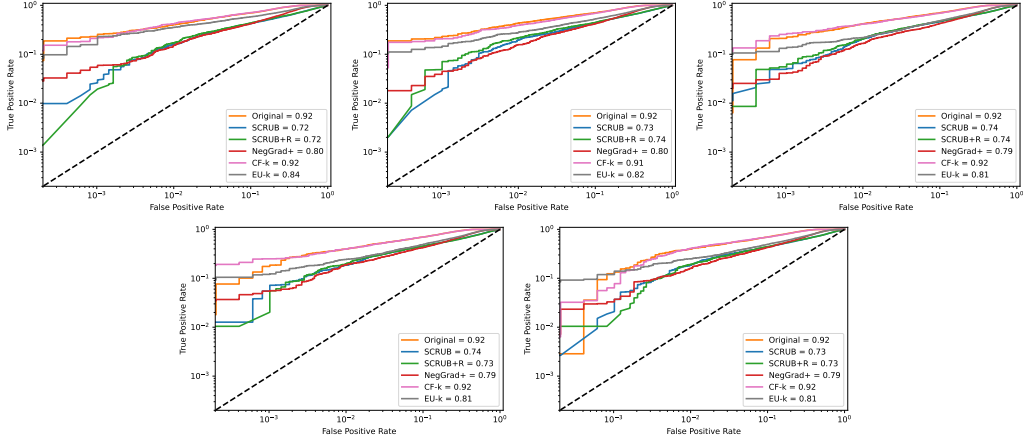 True Positive Rate
10⁰
10⁻¹
10⁻²
10⁻³
Original = 0.92
SCRUB = 0.72
SCRUB+R = 0.72
NegGrad+ = 0.80
CF-k = 0.92
EU-k = 0.84
10⁻³ 10⁻² 10⁻¹ 10⁰
False Positive Rate
True Positive Rate
10⁰
10⁻¹
10⁻²
10⁻³
Original = 0.92
SCRUB = 0.73
SCRUB+R = 0.74
NegGrad+ = 0.80
CF-k = 0.91
EU-k = 0.82
10⁻³ 10⁻² 10⁻¹ 10⁰
False Positive Rate
True Positive Rate
10⁰
10⁻¹
10⁻²
10⁻³
Original = 0.92
SCRUB = 0.74
SCRUB+R = 0.74
NegGrad+ = 0.79
CF-k = 0.92
EU-k = 0.81
10⁻³ 10⁻² 10⁻¹ 10⁰
False Positive Rate
True Positive Rate
10⁰
10⁻¹
10⁻²
10⁻³
Original = 0.92
SCRUB = 0.74
SCRUB+R = 0.73
NegGrad+ = 0.79
CF-k = 0.92
EU-k = 0.81
10⁻³ 10⁻² 10⁻¹ 10⁰
False Positive Rate
True Positive Rate
10⁰
10⁻¹
10⁻²
10⁻³
Original = 0.92
SCRUB = 0.73
SCRUB+R = 0.73
NegGrad+ = 0.79
CF-k = 0.92
EU-k = 0.81
10⁻³ 10⁻² 10⁻¹ 10⁰
False Positive Rate